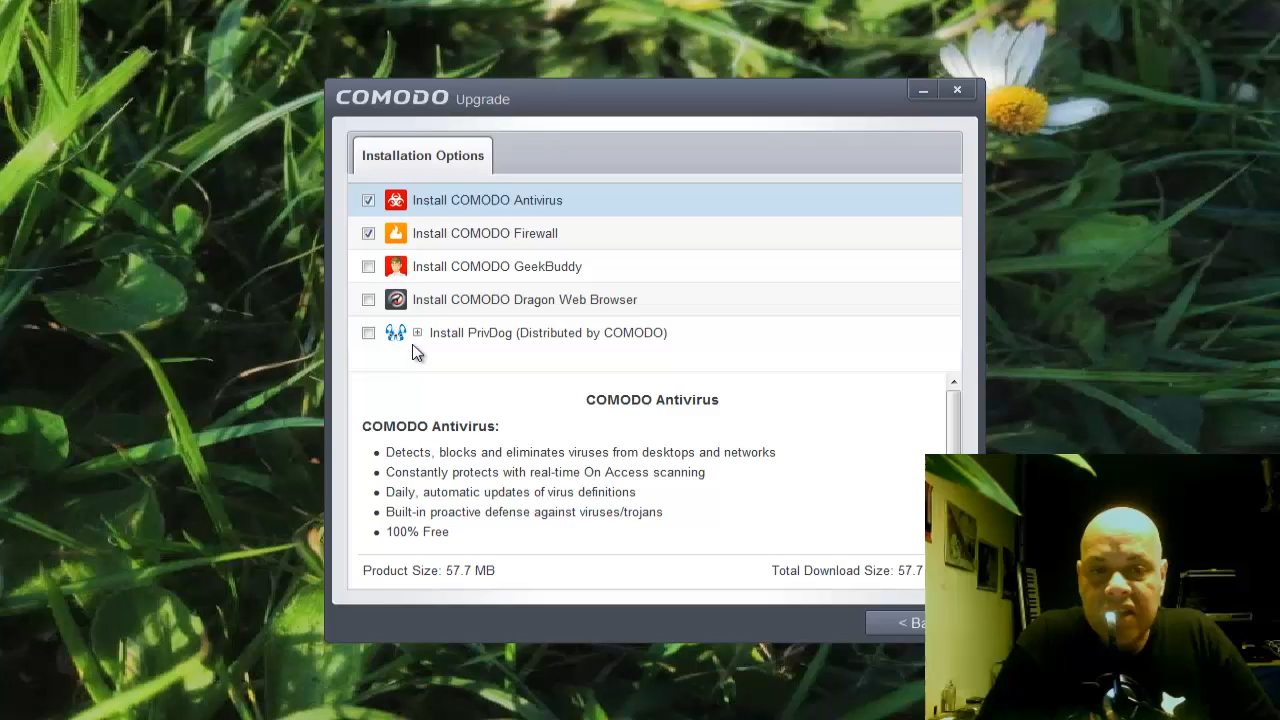 COMODO Upgrade
Installation Options
Install COMODO Antivirus
Install COMODO Firewall
Install COMODO GeekBuddy
Install COMODO Dragon Web Browser
Install PrivDog (Distributed by COMODO)
COMODO Antivirus
COMODO Antivirus:
Detects, blocks and eliminates viruses from desktops and networks
Constantly protects with real-time On Access scanning
Daily, automatic updates of virus definitions
Built-in proactive defense against viruses/trojans
100% Free
Product Size: 57.7 MB
Total Download Size: 57.7
< Ba